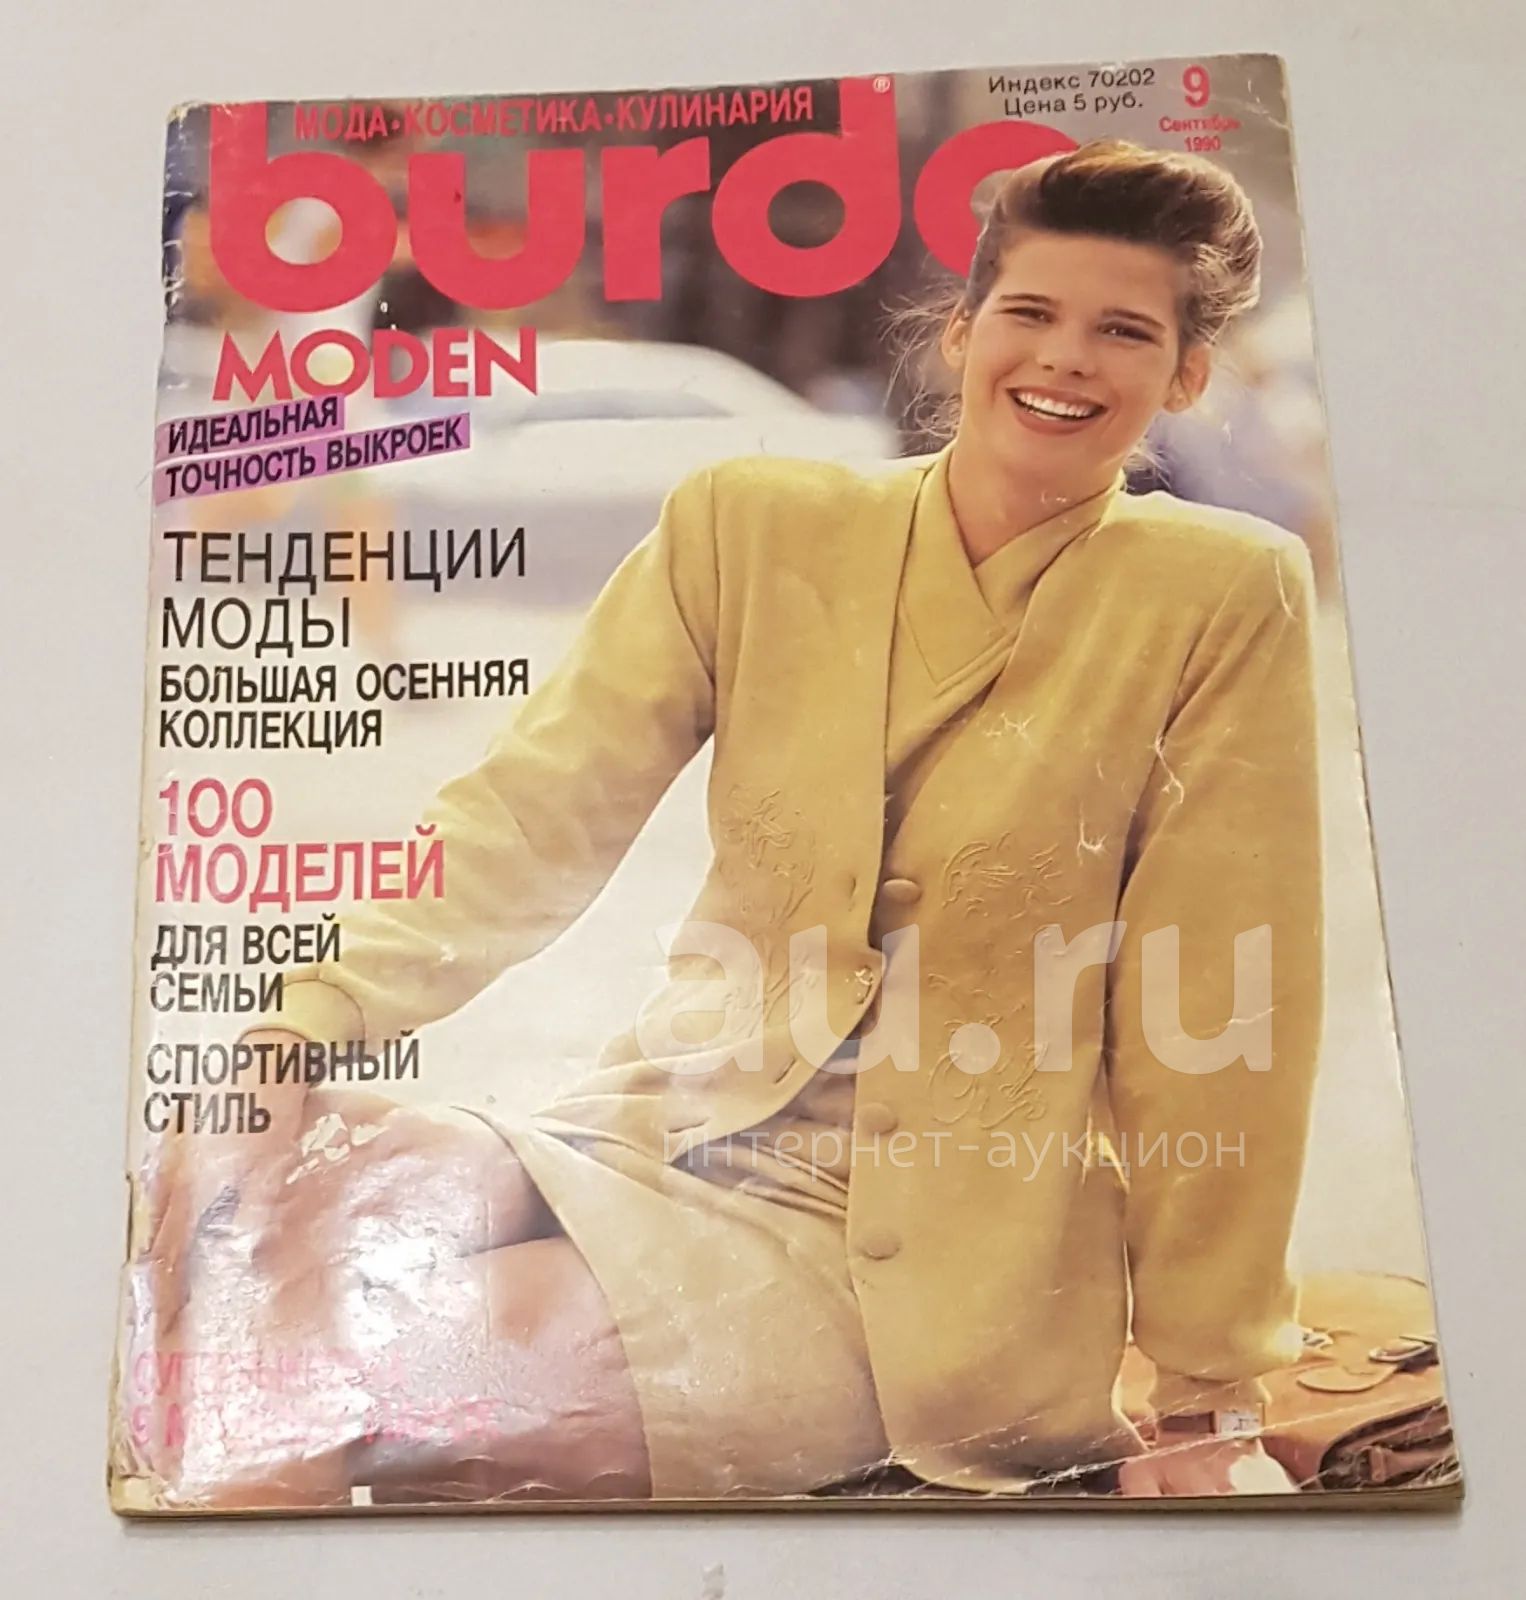 МОДА·КОСМЕТИКА·КУЛИНАРИЯ
Индекс 70202
Цена 5 руб.
9
Сентябрь
1990
burda
MODEN
ИДЕАЛЬНАЯ
ТОЧНОСТЬ ВЫКРОЕК
ТЕНДЕНЦИИ
МОДЫ
БОЛЬШАЯ ОСЕННЯЯ
КОЛЛЕКЦИЯ
100
МОДЕЛЕЙ
ДЛЯ ВСЕЙ
СЕМЬИ
СПОРТИВНЫЙ
СТИЛЬ
au.ru
интернет-аукцион